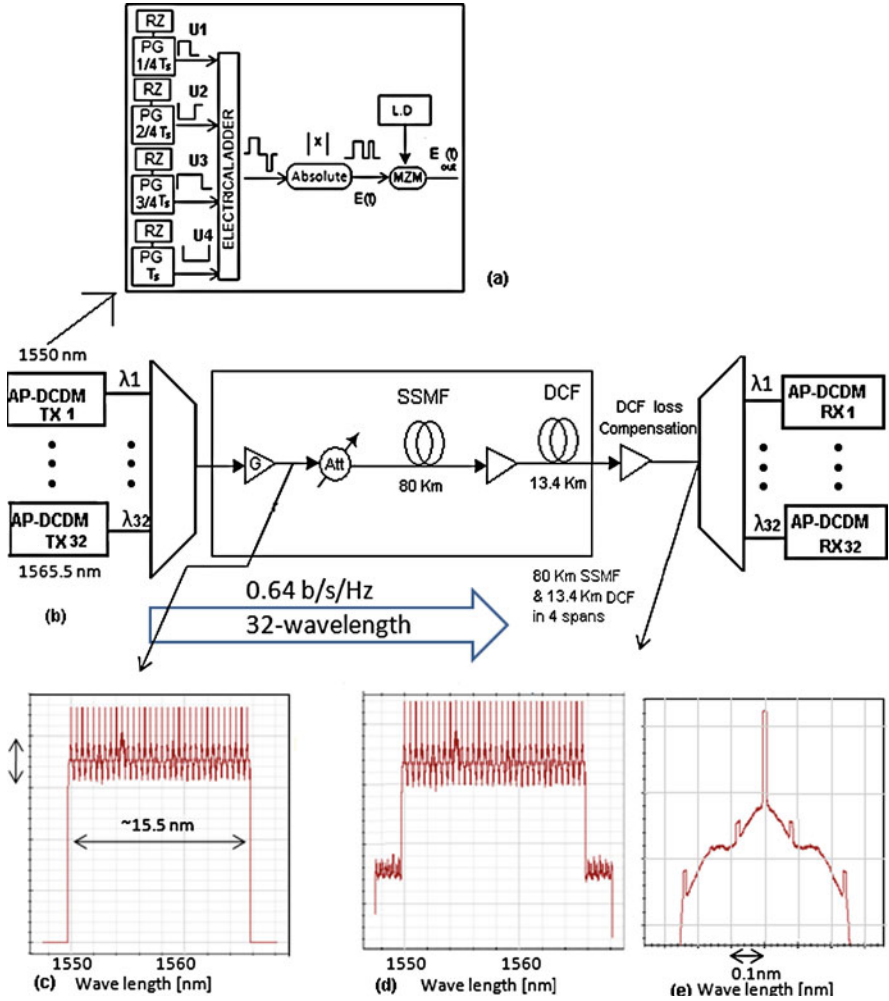 RZ
PG
1/4 Ts
U1
RZ
PG
2/4 Ts
U2
RZ
PG
3/4 Ts
U3
RZ
PG
Ts
U4
ELECTRICAL ADDER
|x|
Absolute
E(t)
L.D
MZM
E out (t)
(a)
1550 nm
AP-DCDM
TX 1
λ1
AP-DCDM
TX 32
λ32
1565.5 nm
(b)
G
Att
SSMF
80 Km
DCF
13.4 Km
DCF loss
Compensation
λ1
AP-DCDM
RX 1
λ32
AP-DCDM
RX32
0.64 b/s/Hz
32-wavelength
80 Km SSMF
& 13.4 Km DCF
in 4 spans
~15.5 nm
1550 1560
(c) Wave length [nm]
1550 1560
(d) Wave length [nm]
0.1nm
(e) Wave length [nm]